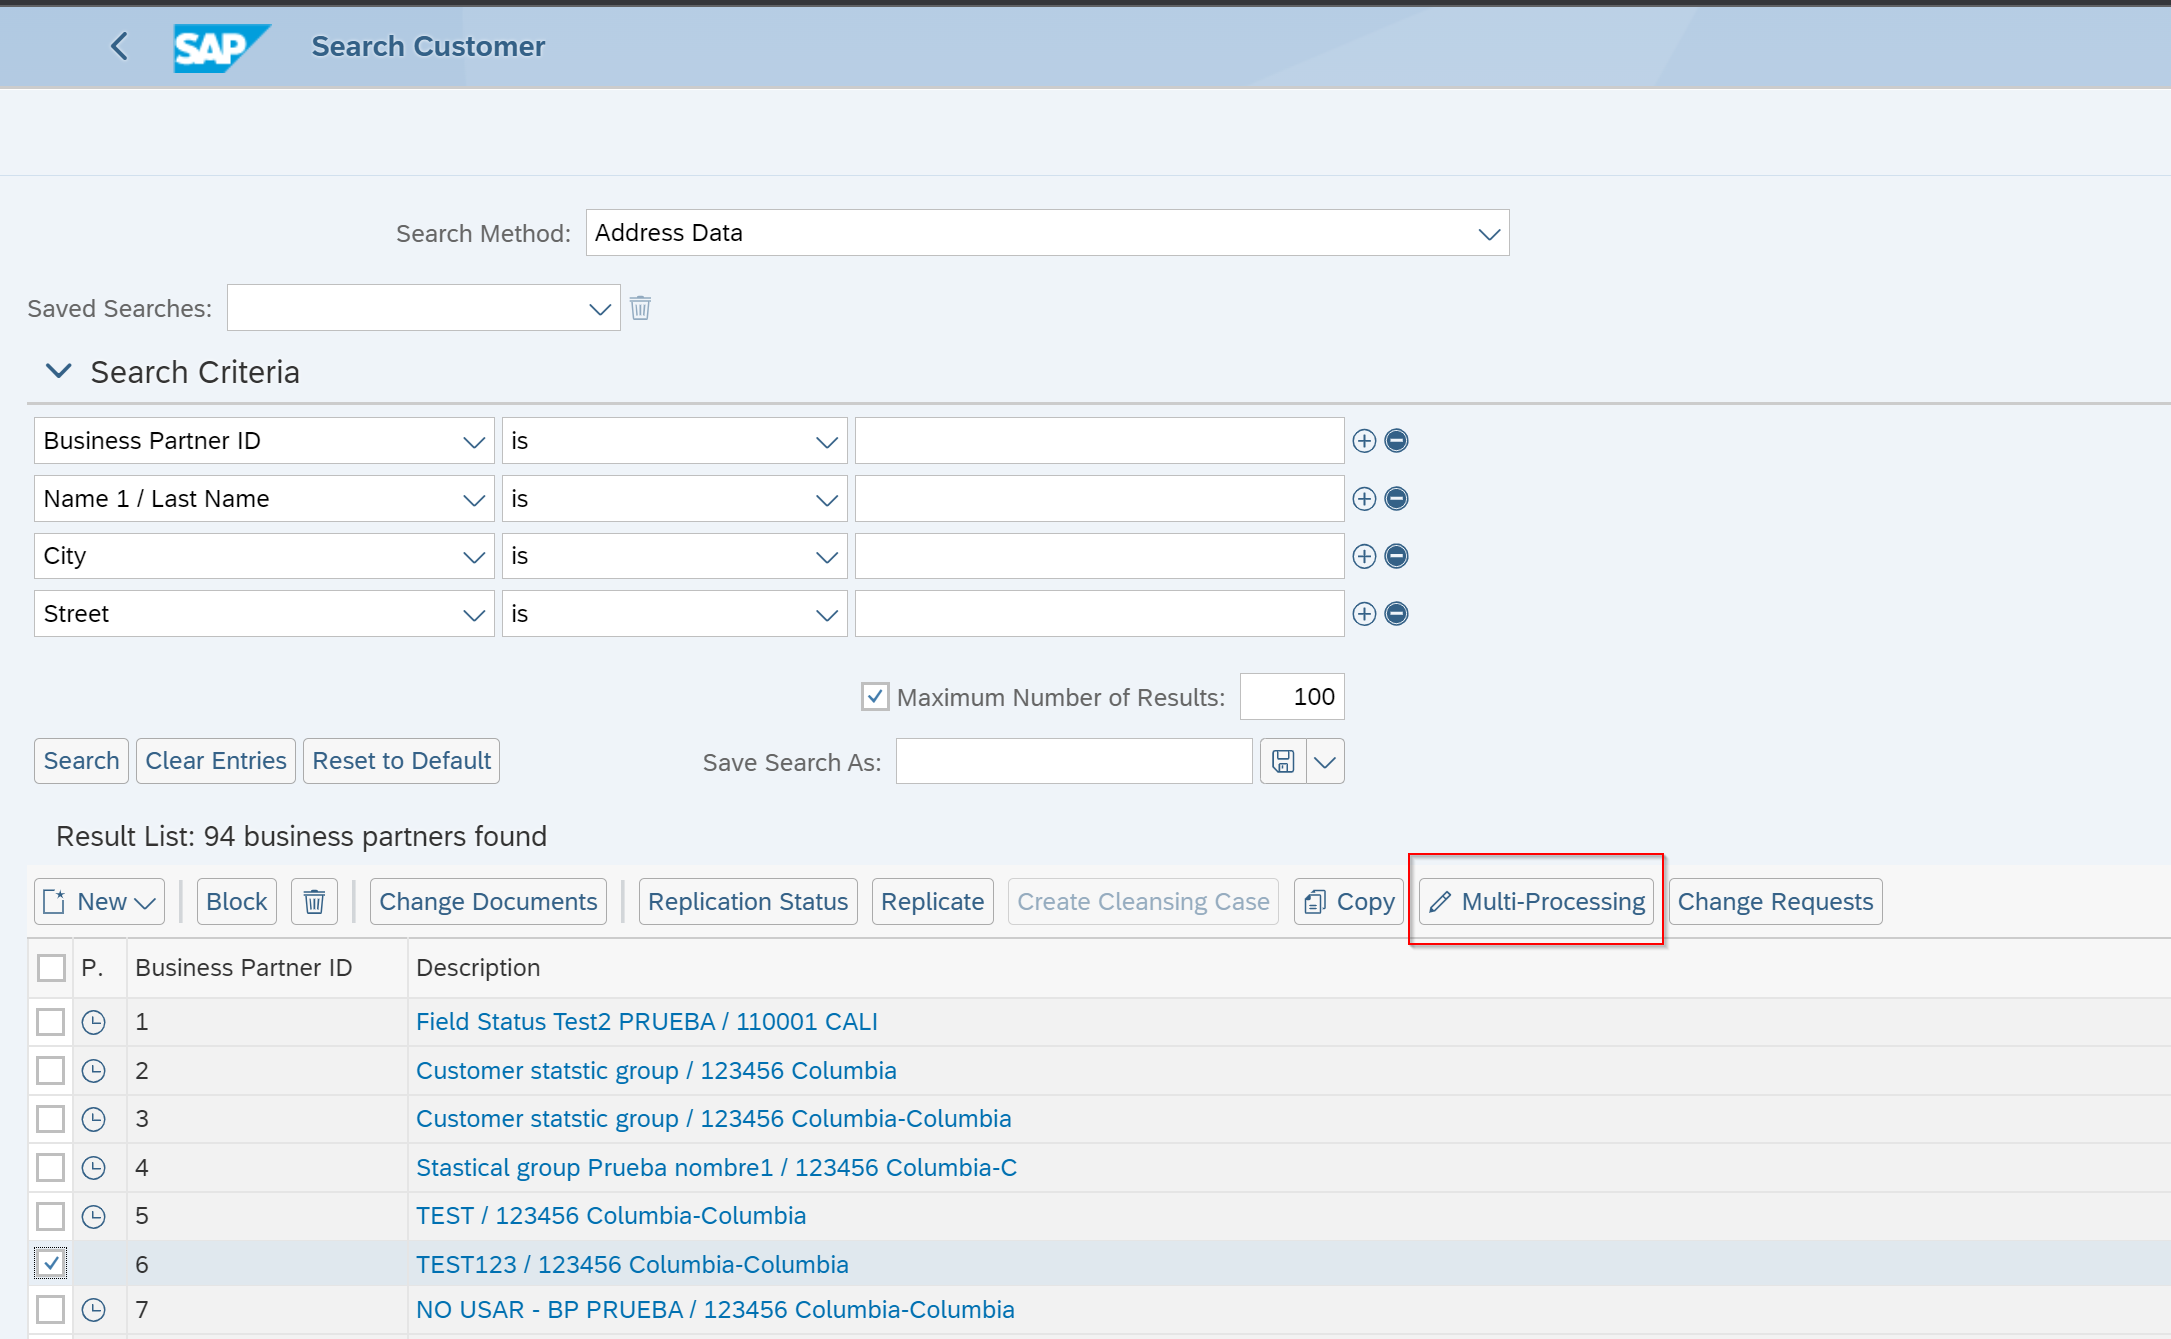 SAP Search Customer
Search Method: Address Data
Saved Searches:
Search Criteria
Business Partner ID is
Name 1 / Last Name is
City is
Street is
Maximum Number of Results: 100
Search Clear Entries Reset to Default Save Search As:
Result List: 94 business partners found
New Block Change Documents Replication Status Replicate Create Cleansing Case Copy Multi-Processing Change Requests
P. Business Partner ID Description
1 Field Status Test2 PRUEBA / 110001 CALI
2 Customer statstic group / 123456 Columbia
3 Customer statstic group / 123456 Columbia-Columbia
4 Stastical group Prueba nombre1 / 123456 Columbia-C
5 TEST / 123456 Columbia-Columbia
6 TEST123 / 123456 Columbia-Columbia
7 NO USAR - BP PRUEBA / 123456 Columbia-Columbia